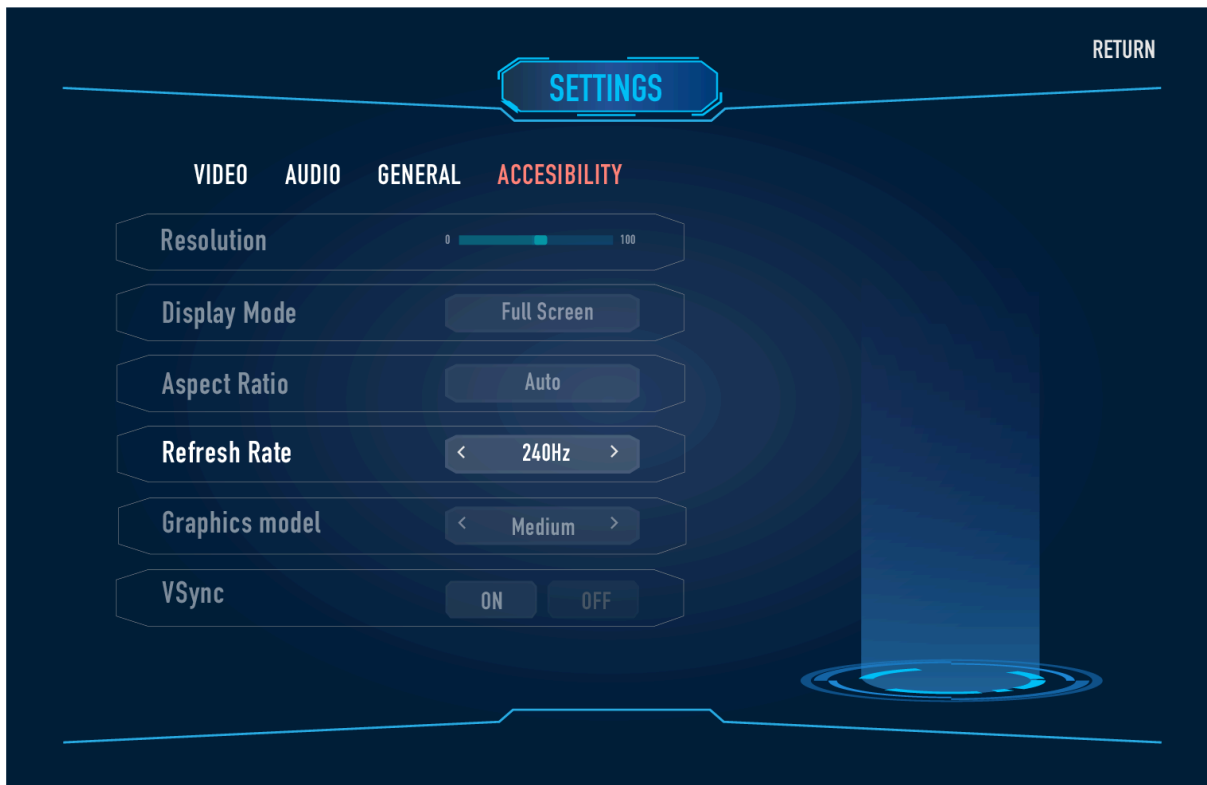 RETURN
SETTINGS
VIDEO AUDIO GENERAL ACCESIBILITY
Resolution 0 100
Display Mode Full Screen
Aspect Ratio Auto
Refresh Rate < 240Hz >
Graphics model < Medium >
VSync ON OFF